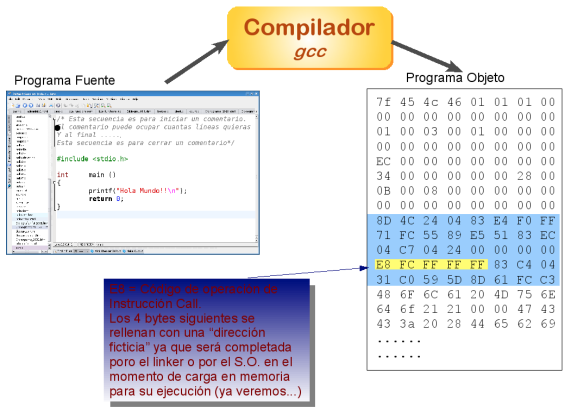 Compilador
gcc
Programa Fuente
Programa Objeto
/* Esta secuencia es para iniciar un comentario.
El comentario puede ocupar cuantas lineas quieras
Y al final .....
Esta secuencia es para cerrar un comentario*/
#include <stdio.h>
int main ()
{
printf("Hola Mundo!!\n");
return 0;
}
7f 45 4c 46 01 01 01 00
00 00 00 00 00 00 00 00
01 00 03 00 01 00 00 00
00 00 00 00 00 00 00 00
EC 00 00 00 00 00 00 00
34 00 00 00 00 00 28 00
0B 00 08 00 00 00 00 00
00 00 00 00 00 00 00 00
8D 4C 24 04 83 E4 F0 FF
71 FC 55 89 E5 51 83 EC
04 C7 04 24 00 00 00 00
E8 FC FF FF FF 83 C4 04
31 C0 59 5D 8D 61 FC C3
48 6F 6C 61 20 4D 75 6E
64 6f 21 21 00 00 47 43
43 3a 20 28 44 65 62 69
......
......
E8 = Código de operación de
Instrucción Call.
Los 4 bytes siguientes se
rellenan con una "dirección
ficticia" ya que será completada
poro el linker o por el S.O. en el
momento de carga en memoria
para su ejecución (ya veremos...)